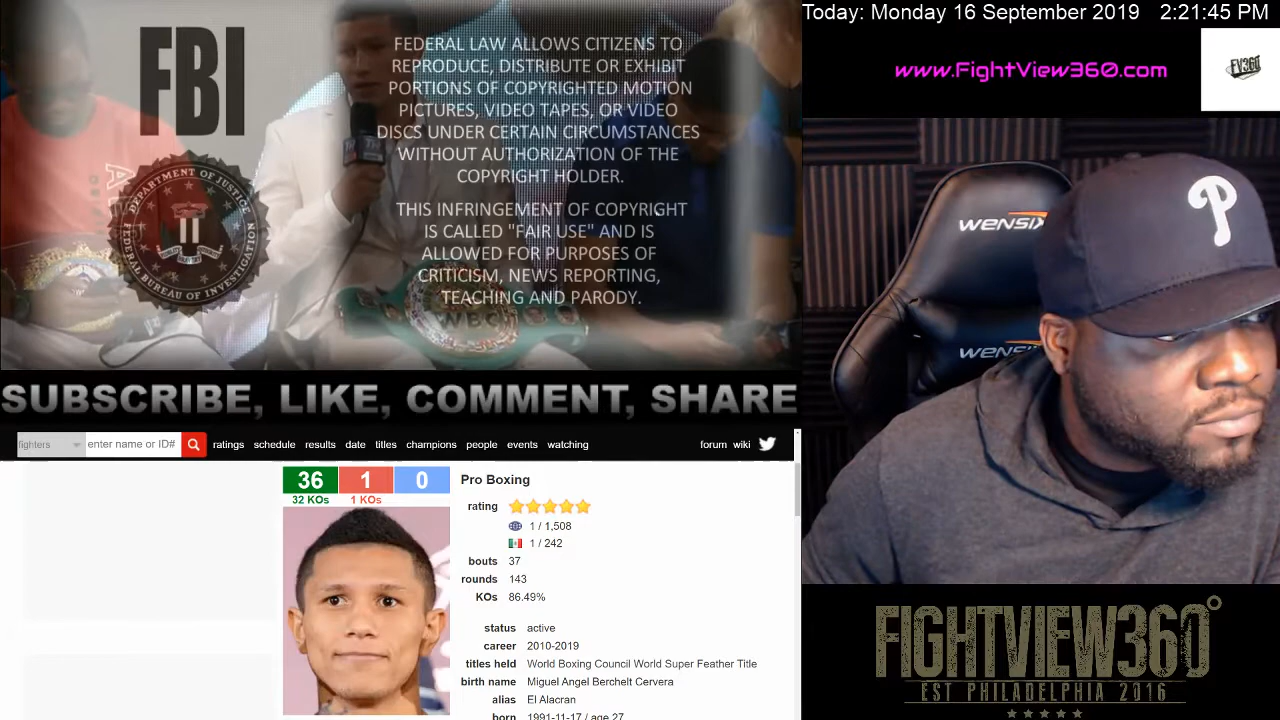 Today: Monday 16 September 2019 2:21:45 PM
www.FightView360.com
FV360
FBI
FEDERAL LAW ALLOWS CITIZENS TO
REPRODUCE, DISTRIBUTE OR EXHIBIT
PORTIONS OF COPYRIGHTED MOTION
PICTURES, VIDEO TAPES, OR VIDEO
DISCS UNDER CERTAIN CIRCUMSTANCES
WITHOUT AUTHORIZATION OF THE
COPYRIGHT HOLDER.
THIS INFRINGEMENT OF COPYRIGHT
IS CALLED "FAIR USE" AND IS
ALLOWED FOR PURPOSES OF
CRITICISM, NEWS REPORTING,
TEACHING AND PARODY.
DEPARTMENT OF JUSTICE
FEDERAL BUREAU OF INVESTIGATION
WBC
P
WENSIX
WENSIX
SUBSCRIBE, LIKE, COMMENT, SHARE
fighters enter name or ID# ratings schedule results date titles champions people events watching forum wiki
36 1 0
32 KOs 1 KOs
Pro Boxing
rating
1 / 1,508
1 / 242
bouts 37
rounds 143
KOs 86.49%
status active
career 2010-2019
titles held World Boxing Council World Super Feather Title
birth name Miguel Angel Berchelt Cervera
alias El Alacran
born 1991-11-17 / age 27
FIGHTVIEW360°
EST PHILADELPHIA 2016